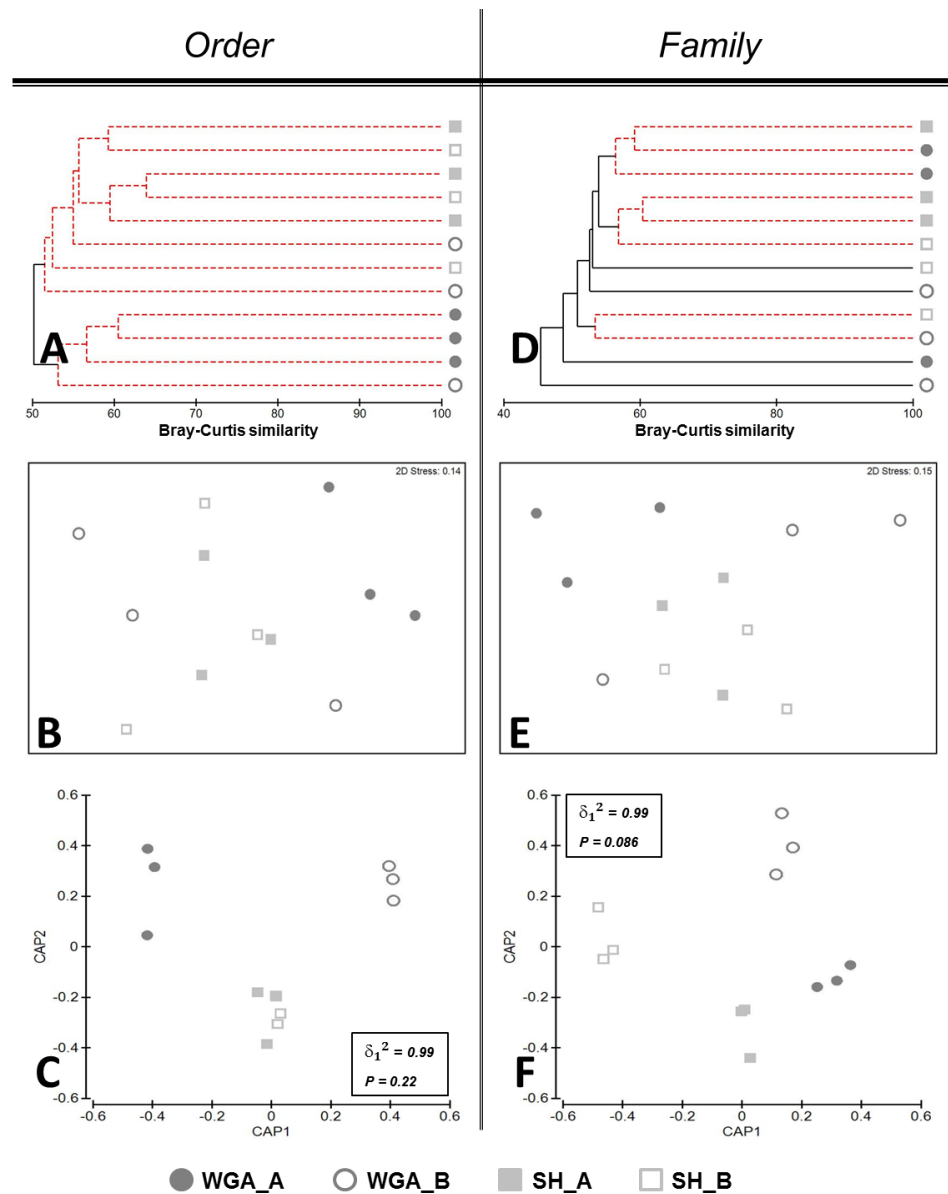 Order Family
A
50 60 70 80 90 100
Bray-Curtis similarity
D
40 60 80 100
Bray-Curtis similarity
2D Stress: 0.14
B
2D Stress: 0.15
E
0.6
0.4
0.2
0
-0.2
-0.4
-0.6
CAP2
C
δ₁² = 0.99
P = 0.22
-0.6 -0.4 -0.2 0 0.2 0.4 0.6
CAP1
0.6
0.4
0.2
0
-0.2
-0.4
-0.6
CAP2
δ₁² = 0.99
P = 0.086
F
-0.6 -0.4 -0.2 0 0.2 0.4 0.6
CAP1
WGA_A WGA_B SH_A SH_B